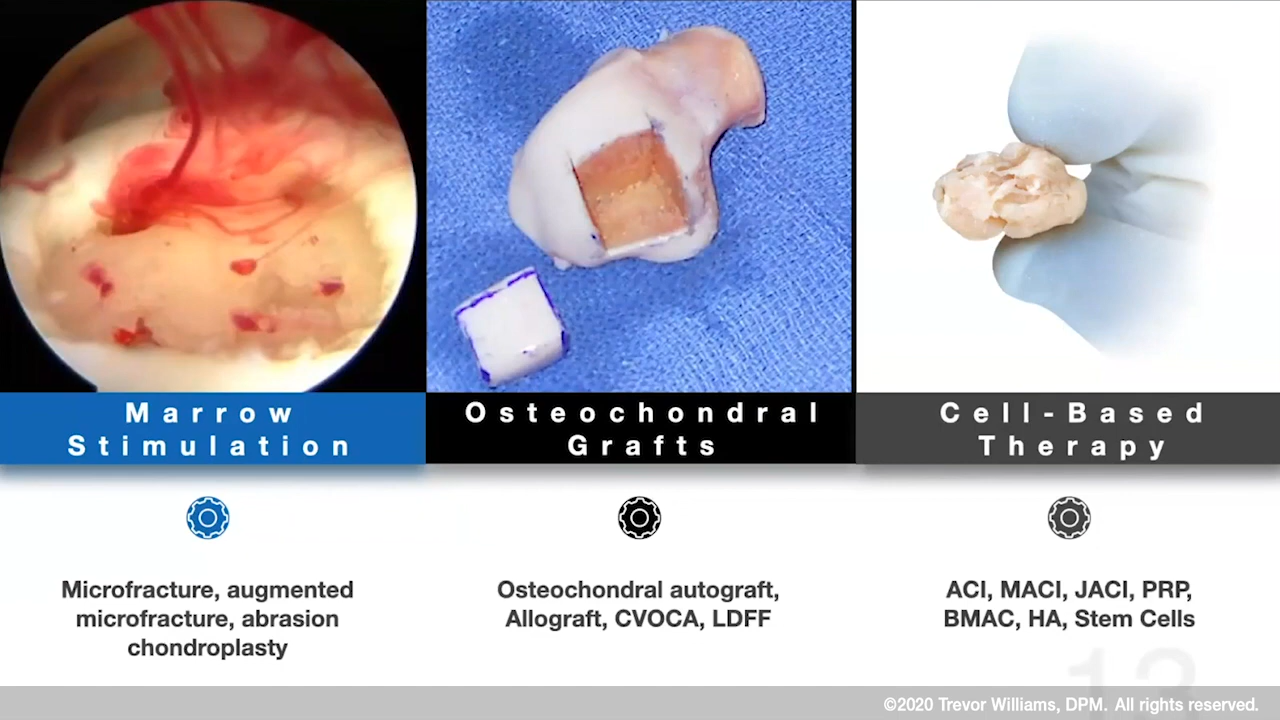 Marrow
Stimulation
Osteochondral
Grafts
Cell-Based
Therapy
Microfracture, augmented
microfracture, abrasion
chondroplasty
Osteochondral autograft,
Allograft, CVOCA, LDFF
ACI, MACI, JACI, PRP,
BMAC, HA, Stem Cells
13
©2020 Trevor Williams, DPM. All rights reserved.